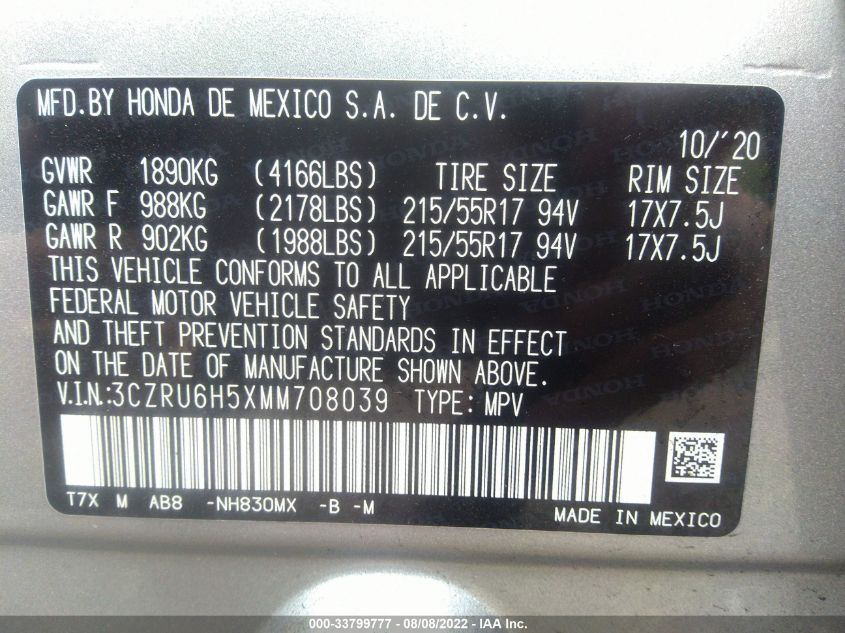 MFD.BY HONDA DE MEXICO S.A. DE C.V.
10/'20
GVWR 1890KG (4166LBS) TIRE SIZE RIM SIZE
GAWR F 988KG (2178LBS) 215/55R17 94V 17X7.5J
GAWR R 902KG (1988LBS) 215/55R17 94V 17X7.5J
THIS VEHICLE CONFORMS TO ALL APPLICABLE
FEDERAL MOTOR VEHICLE SAFETY
AND THEFT PREVENTION STANDARDS IN EFFECT
ON THE DATE OF MANUFACTURE SHOWN ABOVE.
V.I.N.:3CZRU6H5XMM708039 TYPE: MPV
T7X M AB8 -NH830MX -B -M
MADE IN MEXICO
000-33799777 - 08/08/2022 - IAA Inc.